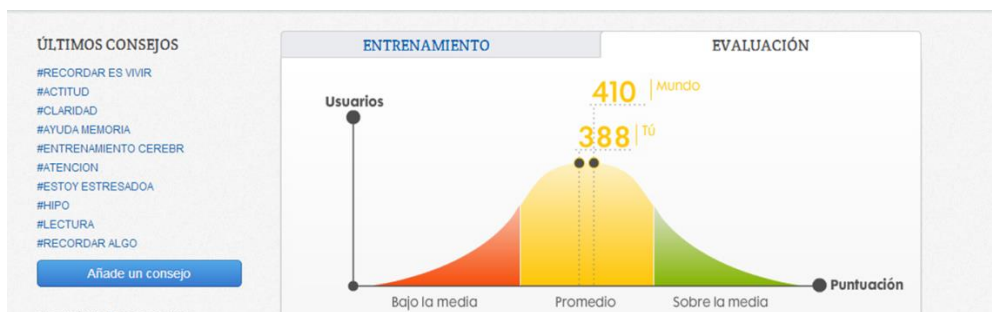 ÚLTIMOS CONSEJOS
#RECORDAR ES VIVIR
#ACTITUD
#CLARIDAD
#AYUDA MEMORIA
#ENTRENAMIENTO CEREBR
#ATENCION
#ESTOY ESTRESADOA
#HIPO
#LECTURA
#RECORDAR ALGO
Añade un consejo
ENTRENAMIENTO
EVALUACIÓN
410 | Mundo
Usuarios
388 | Tú
Puntuación
Bajo la media
Promedio
Sobre la media